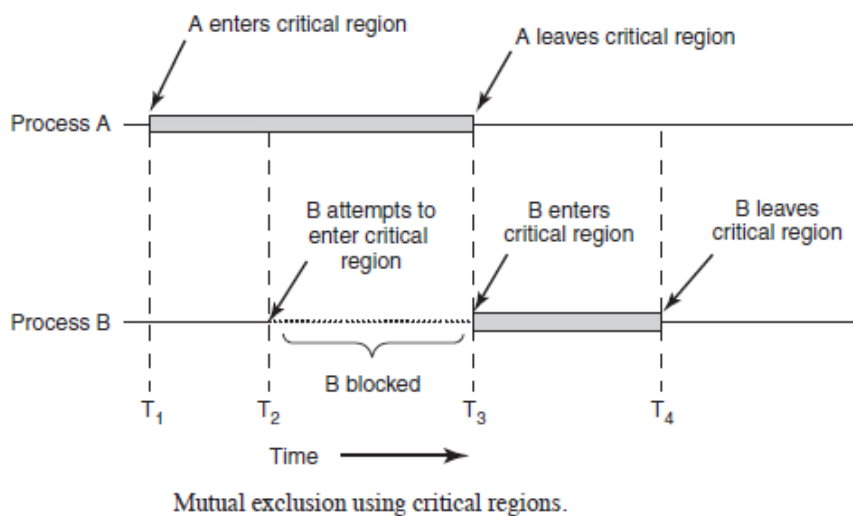 A enters critical region
A leaves critical region
Process A
B attempts to
enter critical
region
B enters
critical region
B leaves
critical region
Process B
B blocked
T1
T2
T3
T4
Time
Mutual exclusion using critical regions.